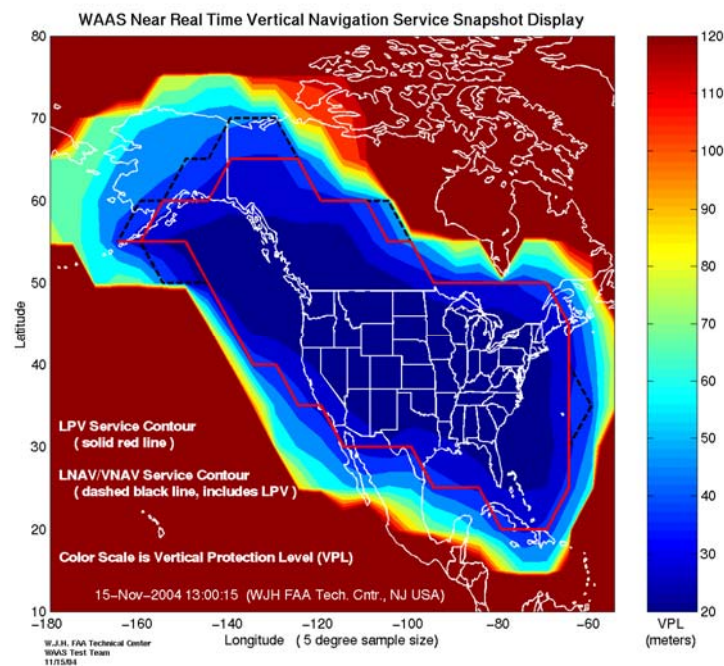 WAAS Near Real Time Vertical Navigation Service Snapshot Display
80
70
60
50
40
30
20
10
Latitude
LPV Service Contour
( solid red line )
LNAV/VNAV Service Contour
( dashed black line, includes LPV )
Color Scale is Vertical Protection Level (VPL)
15-Nov-2004 13:00:15 (WJH FAA Tech. Cntr., NJ USA)
-180 -160 -140 -120 -100 -80 -60
Longitude ( 5 degree sample size)
120
110
100
90
80
70
60
50
40
30
20
VPL
(meters)
W.J.H. FAA Technical Center
WAAS Test Team
11/15/04